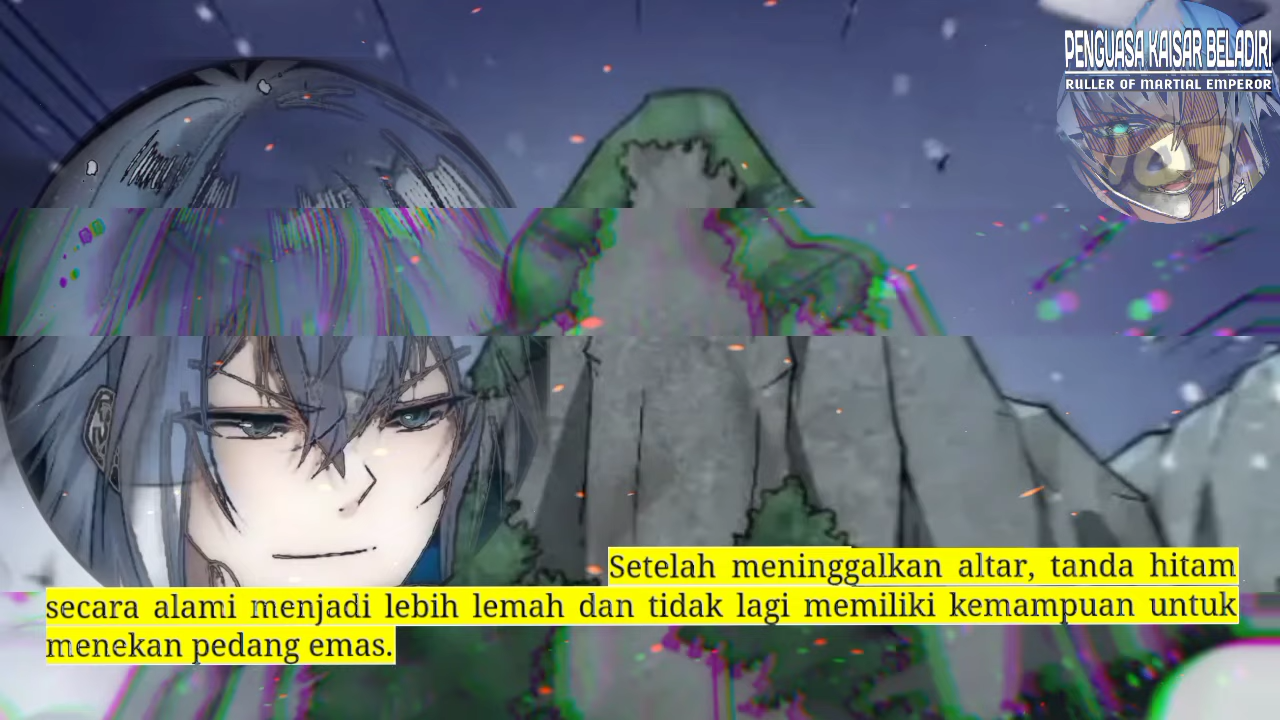 PENGUASA KAISAR BELADIRI
RULLER OF MARTIAL EMPEROR
Setelah meninggalkan altar, tanda hitam
secara alami menjadi lebih lemah dan tidak lagi memiliki kemampuan untuk
menekan pedang emas.